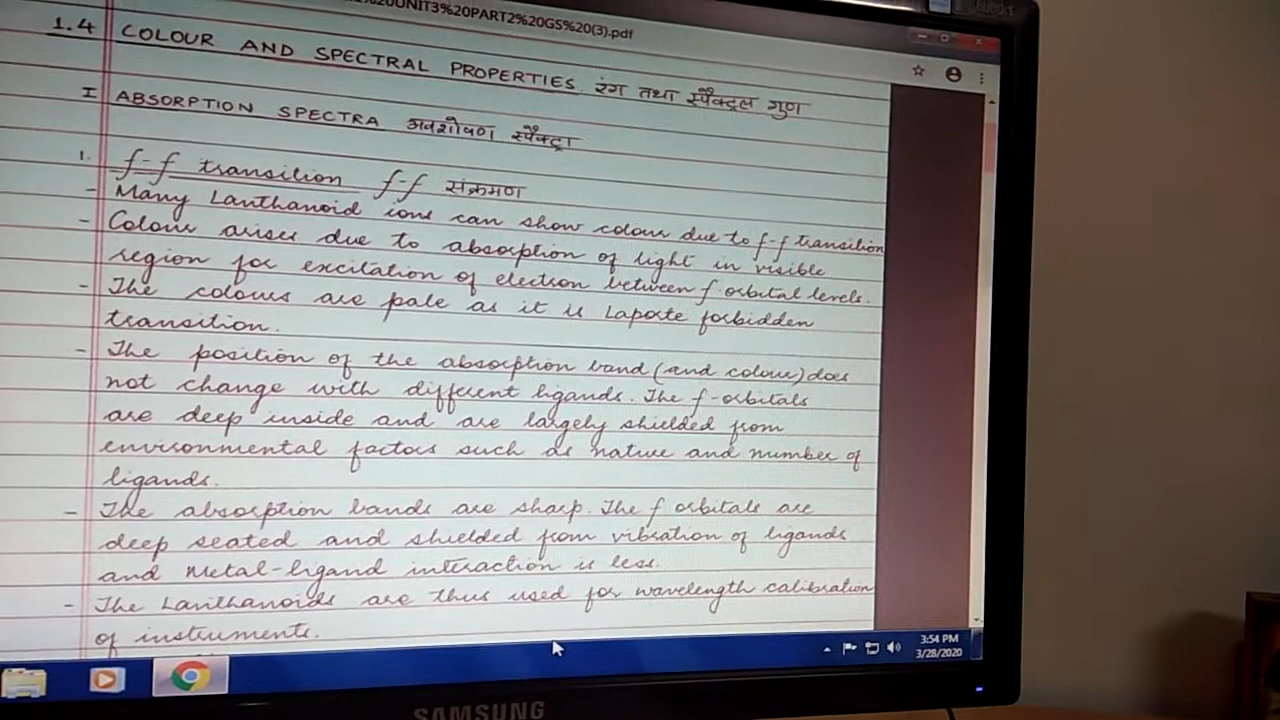 %20UNIT3%20PART2%20GS%20(3).pdf
1.4 COLOUR AND SPECTRAL PROPERTIES रंग तथा स्पैक्ट्रल गुण
I ABSORPTION SPECTRA अवशोषण स्पैक्ट्रा
1. f-f transition f-f संक्रमण
- Many Lanthanoid ions can show colour due to f-f transition
- Colour arises due to absorption of light in visible
region for excitation of electron between f orbital levels.
- The colours are pale as it is Laporte forbidden
transition.
- The position of the absorption band (and colour) does
not change with different ligands. The f-orbitals
are deep inside and are largely shielded from
environmental factors such as nature and number of
ligands.
- The absorption bands are sharp. The f orbitals are
deep seated and shielded from vibration of ligands
and Metal-ligand interaction is less.
- The Lanthanoids are thus used for wavelength calibration
of instruments.
3:54 PM
3/28/2020
SAMSUNG